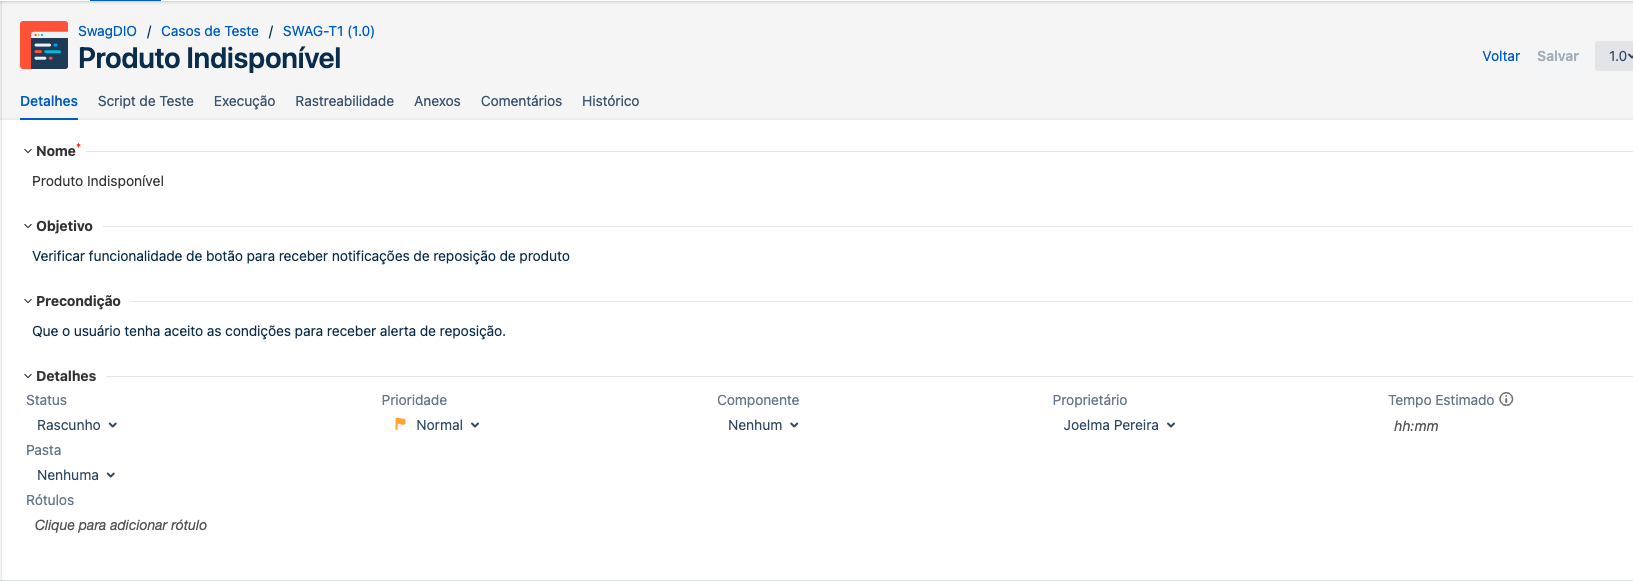 SwagDIO / Casos de Teste / SWAG-T1 (1.0)
Produto Indisponível
Voltar Salvar 1.0
Detalhes Script de Teste Execução Rastreabilidade Anexos Comentários Histórico
Nome*
Produto Indisponível
Objetivo
Verificar funcionalidade de botão para receber notificações de reposição de produto
Precondição
Que o usuário tenha aceito as condições para receber alerta de reposição.
Detalhes
Status Prioridade Componente Proprietário Tempo Estimado
Rascunho Normal Nenhum Joelma Pereira hh:mm
Pasta
Nenhuma
Rótulos
Clique para adicionar rótulo